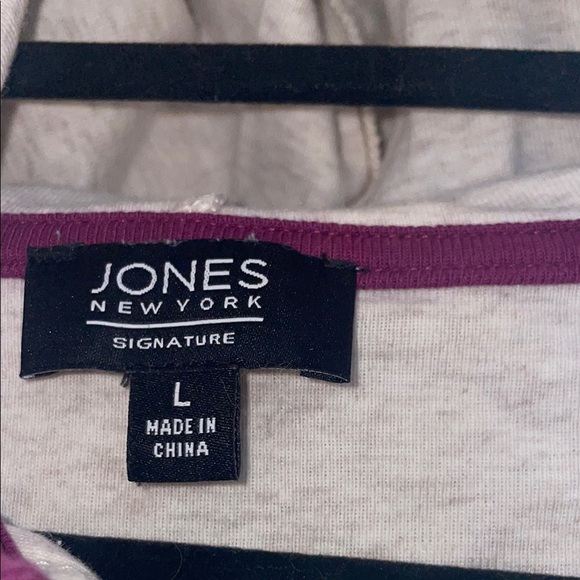 JONES
NEW YORK
SIGNATURE
L
MADE IN
CHINA